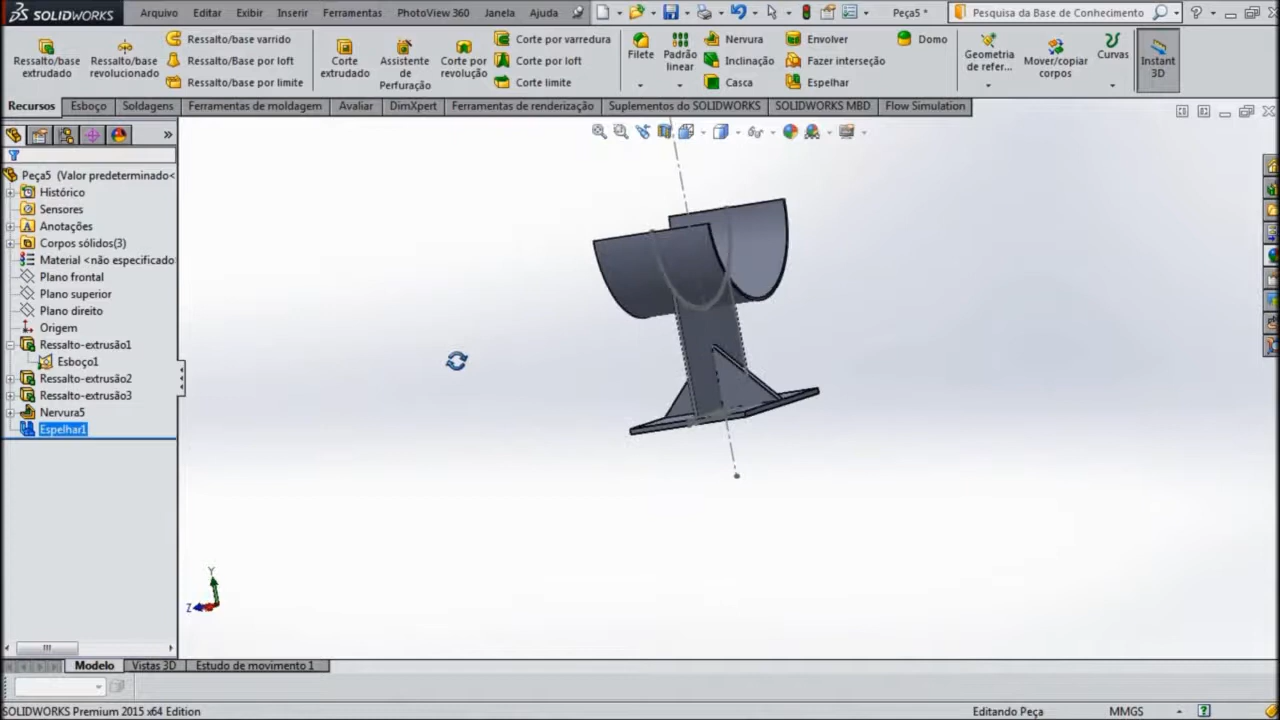 SOLIDWORKS Arquivo Editar Exibir Inserir Ferramentas PhotoView 360 Janela Ajuda Peça5 * Pesquisa da Base de Conhecimento
Ressalto/base extrudado
Ressalto/base revolucionado
Ressalto/base varrido
Ressalto/base por loft
Ressalto/base por limite
Corte extrudado
Assistente de Perfuração
Corte por revolução
Corte por varredura
Corte por loft
Corte limite
Filete
Padrão linear
Nervura
Inclinação
Casca
Envolver
Fazer interseção
Espelhar
Domo
Geometria de refer...
Mover/copiar corpos
Curvas
Instant 3D
Recursos Esboço Soldagens Ferramentas de moldagem Avaliar DimXpert Ferramentas de renderização Suplementos do SOLIDWORKS SOLIDWORKS MBD Flow Simulation
Peça5 (Valor predeterminado<
Histórico
Sensores
Anotações
Corpos sólidos(3)
Material <não especificado
Plano frontal
Plano superior
Plano direito
Origem
Ressalto-extrusão1
Esboço1
Ressalto-extrusão2
Ressalto-extrusão3
Nervura5
Espelhar1
Y
Z
Modelo Vistas 3D Estudo de movimento 1
SOLIDWORKS Premium 2015 x64 Edition Editando Peça MMGS